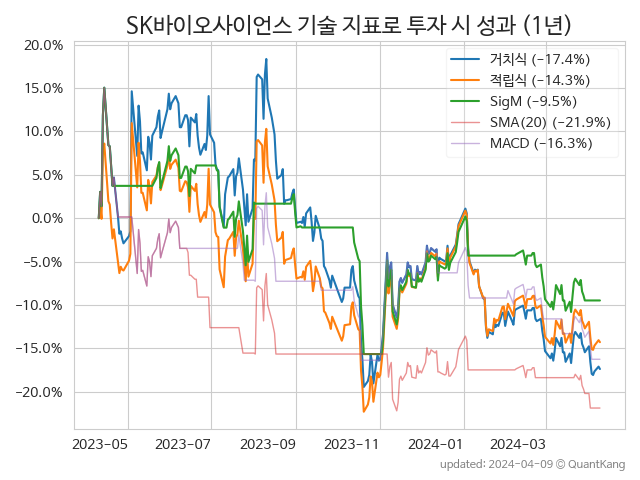 SK바이오사이언스 기술 지표로 투자 시 성과 (1년)
20.0%
15.0%
10.0%
5.0%
0.0%
−5.0%
−10.0%
−15.0%
−20.0%
거치식 (−17.4%)
적립식 (−14.3%)
SigM (−9.5%)
SMA(20) (−21.9%)
MACD (−16.3%)
2023−05 2023−07 2023−09 2023−11 2024−01 2024−03
updated: 2024−04−09 ⓒ QuantKang